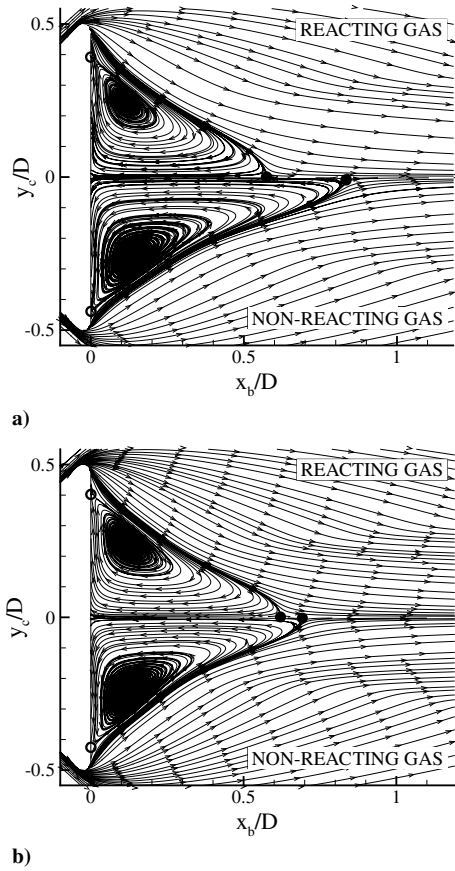 REACTING GAS
0.5
y_c/D
0
NON-REACTING GAS
-0.5
0
0.5
1
x_b/D
a)
REACTING GAS
0.5
y_c/D
0
NON-REACTING GAS
-0.5
0
0.5
1
x_b/D
b)